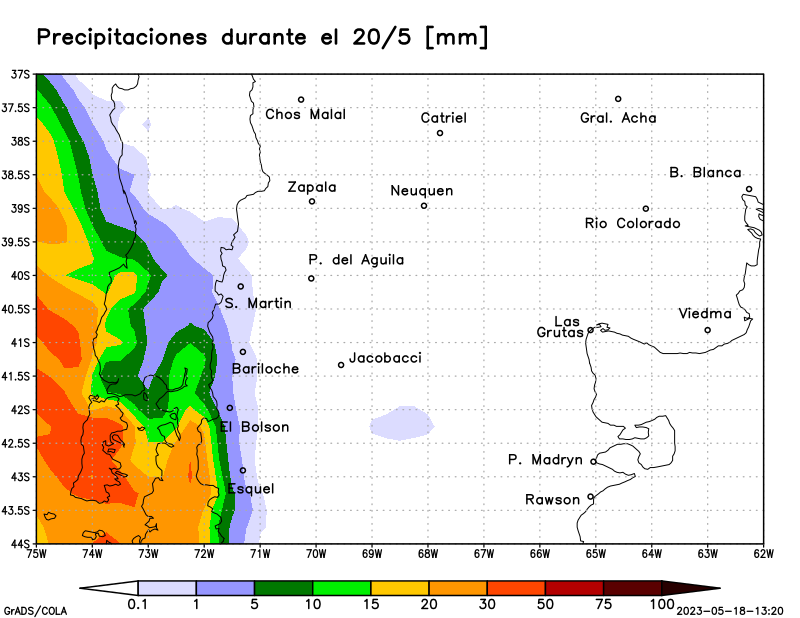 Precipitaciones durante el 20/5 [mm]
37S
37.5S
38S
38.5S
39S
39.5S
40S
40.5S
41S
41.5S
42S
42.5S
43S
43.5S
44S
Chos Malal
Catriel
Gral. Acha
B. Blanca
Zapala
Neuquen
Rio Colorado
P. del Aguila
S. Martin
Viedma
Las
Grutas
Jacobacci
Bariloche
El Bolson
P. Madryn
Esquel
Rawson
75W 74W 73W 72W 71W 70W 69W 68W 67W 66W 65W 64W 63W 62W
0.1 1 5 10 15 20 30 50 75 100
GrADS/COLA
2023-05-18-13:20